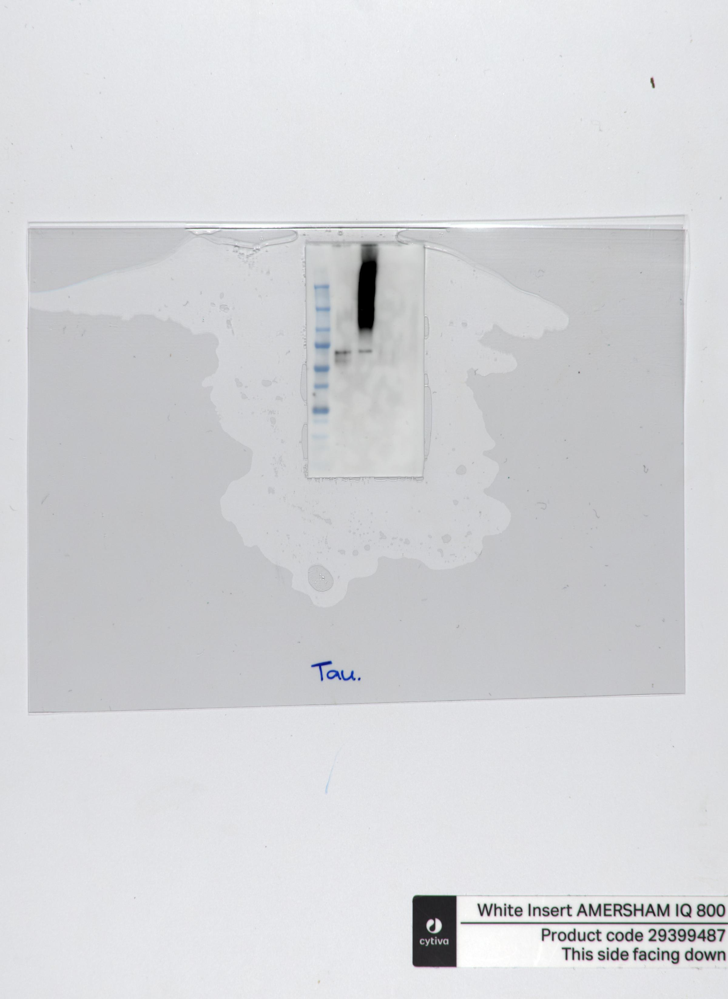 Tau.
cytiva
White Insert AMERSHAM IQ 800
Product code 29399487
This side facing down